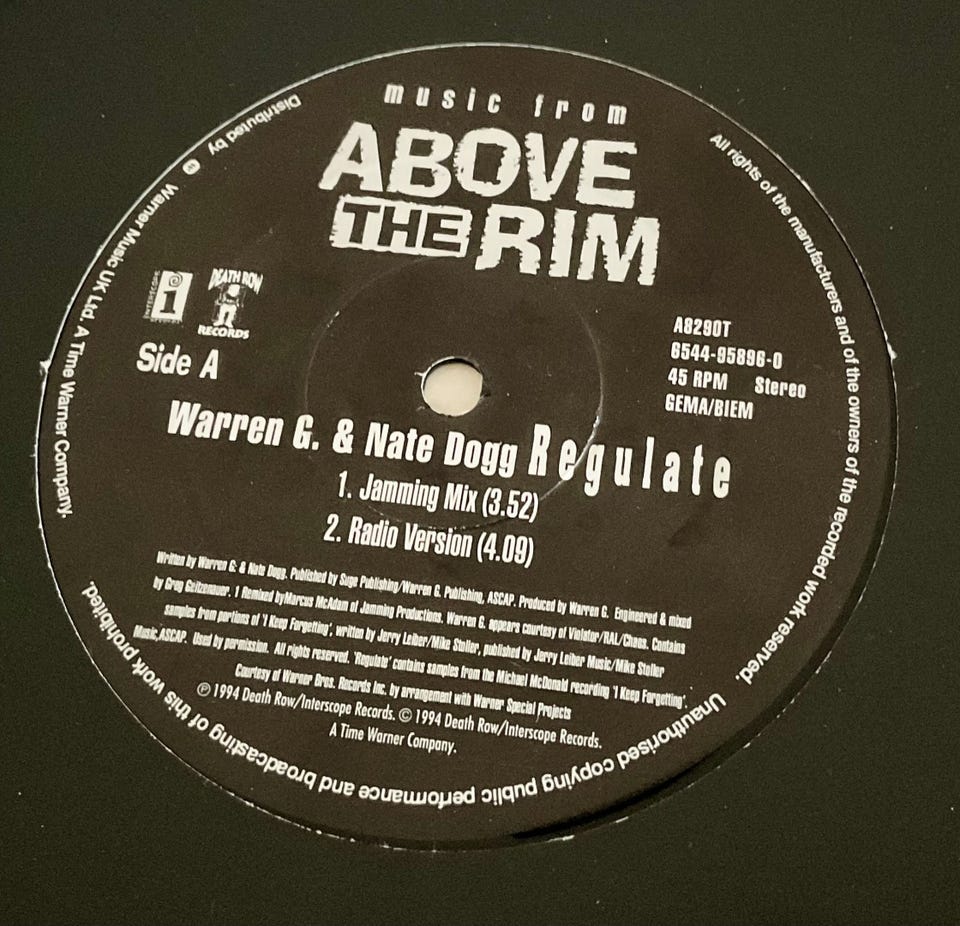 music from
ABOVE
THE RIM
INTERSCOPE
RECORDS
DEATH ROW
RECORDS
Side A
A8290T
6544-95896-0
45 RPM Stereo
GEMA/BIEM
Warren G. & Nate Dogg Regulate
1. Jamming Mix (3.52)
2. Radio Version (4.09)
Written by Warren G & Nate Dogg. Published by Suge Publishing/Warren G. Publishing, ASCAP. Produced by Warren G. Engineered & mixed
by Greg Geitzenauer. 1 Remixed by Marcus McAdam of Jamming Productions. Warren G. appears courtesy of Violator/RAL/Chaos. Contains
samples from portions of 'I Keep Forgetting', written by Jerry Leiber/Mike Stoller, published by Jerry Leiber Music/Mike Stoller
Music,ASCAP. Used by permission. All rights reserved. 'Regulate' contains samples from the Michael McDonald recording 'I Keep Forgetting'.
Courtesy of Warner Bros. Records Inc. by arrangement with Warner Special Projects
℗ 1994 Death Row/Interscope Records. © 1994 Death Row/Interscope Records.
A Time Warner Company.
All rights of the manufacturers and of the owners of the recorded work reserved. Unauthorised copying public performance and broadcasting of this work prohibited.
Distributed by Warner Music UK Ltd. A Time Warner Company.